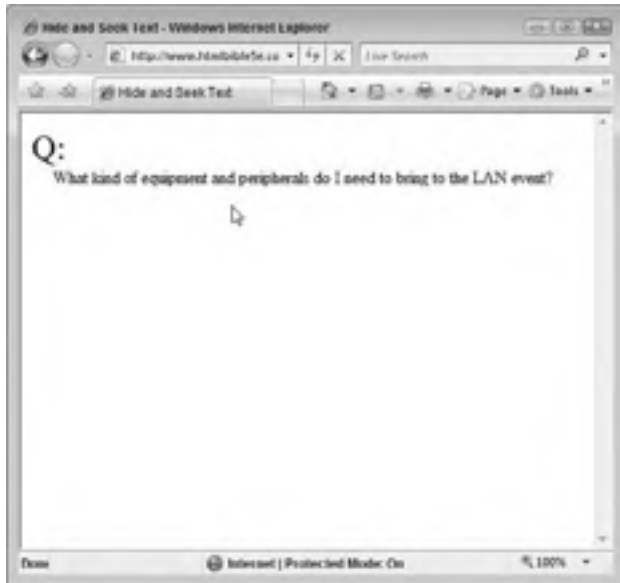 Hide and Seek Text - Windows Internet Explorer
Live Search
Hide and Seek Text
Page
Tools
Q:
What kind of equipment and peripherals do I need to bring to the LAN event?
Done
Internet | Protected Mode: On
100%